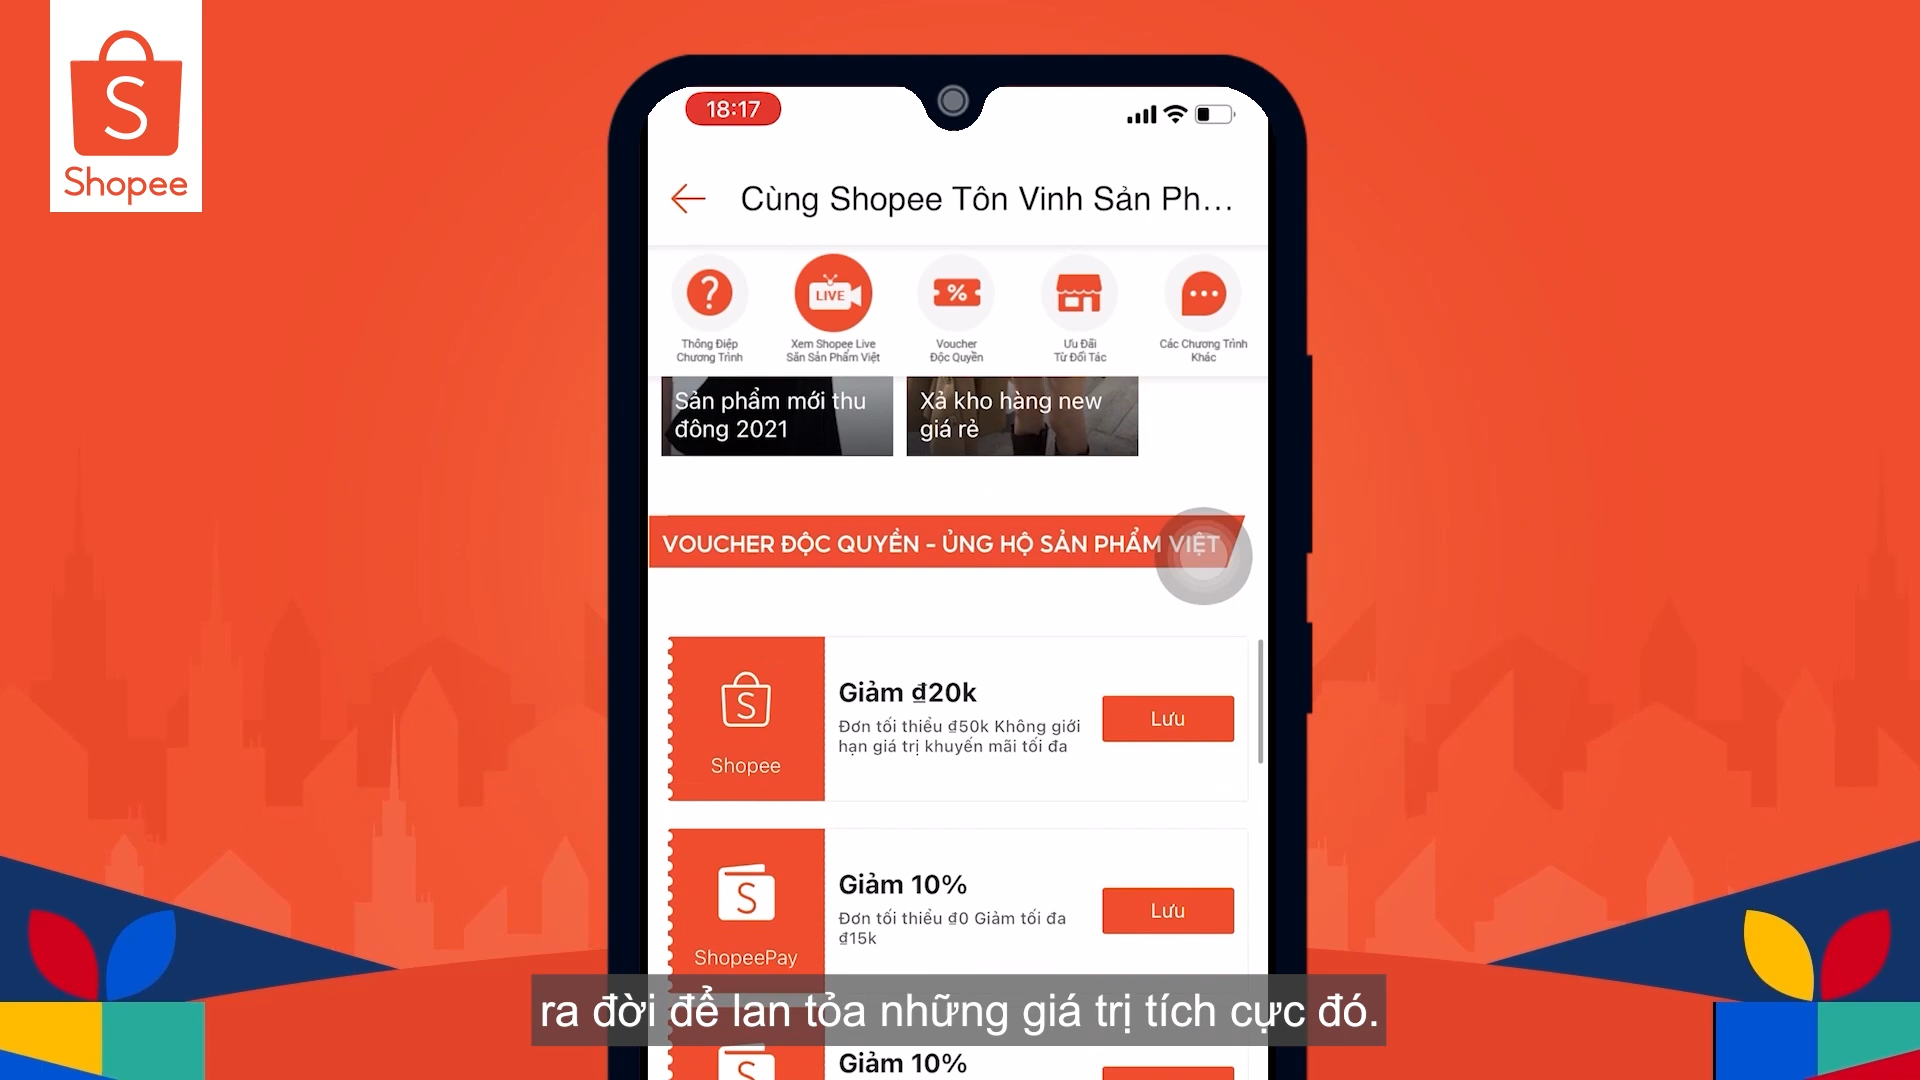 S
Shopee
18:17
Cùng Shopee Tôn Vinh Sản Ph...
?
LIVE
%
Thông Điệp
Chương Trình
Xem Shopee Live
Săn Sản Phẩm Việt
Voucher
Độc Quyền
Ưu Đãi
Từ Đối Tác
Các Chương Trình
Khác
Sản phẩm mới thu
đông 2021
Xả kho hàng new
giá rẻ
VOUCHER ĐỘC QUYỀN - ỦNG HỘ SẢN PHẨM VIỆT
S
Shopee
Giảm ₫20k
Đơn tối thiểu ₫50k Không giới
hạn giá trị khuyến mãi tối đa
Lưu
S
ShopeePay
Giảm 10%
Đơn tối thiểu ₫0 Giảm tối đa
₫15k
Lưu
ra đời để lan tỏa những giá trị tích cực đó.
S
Giảm 10%